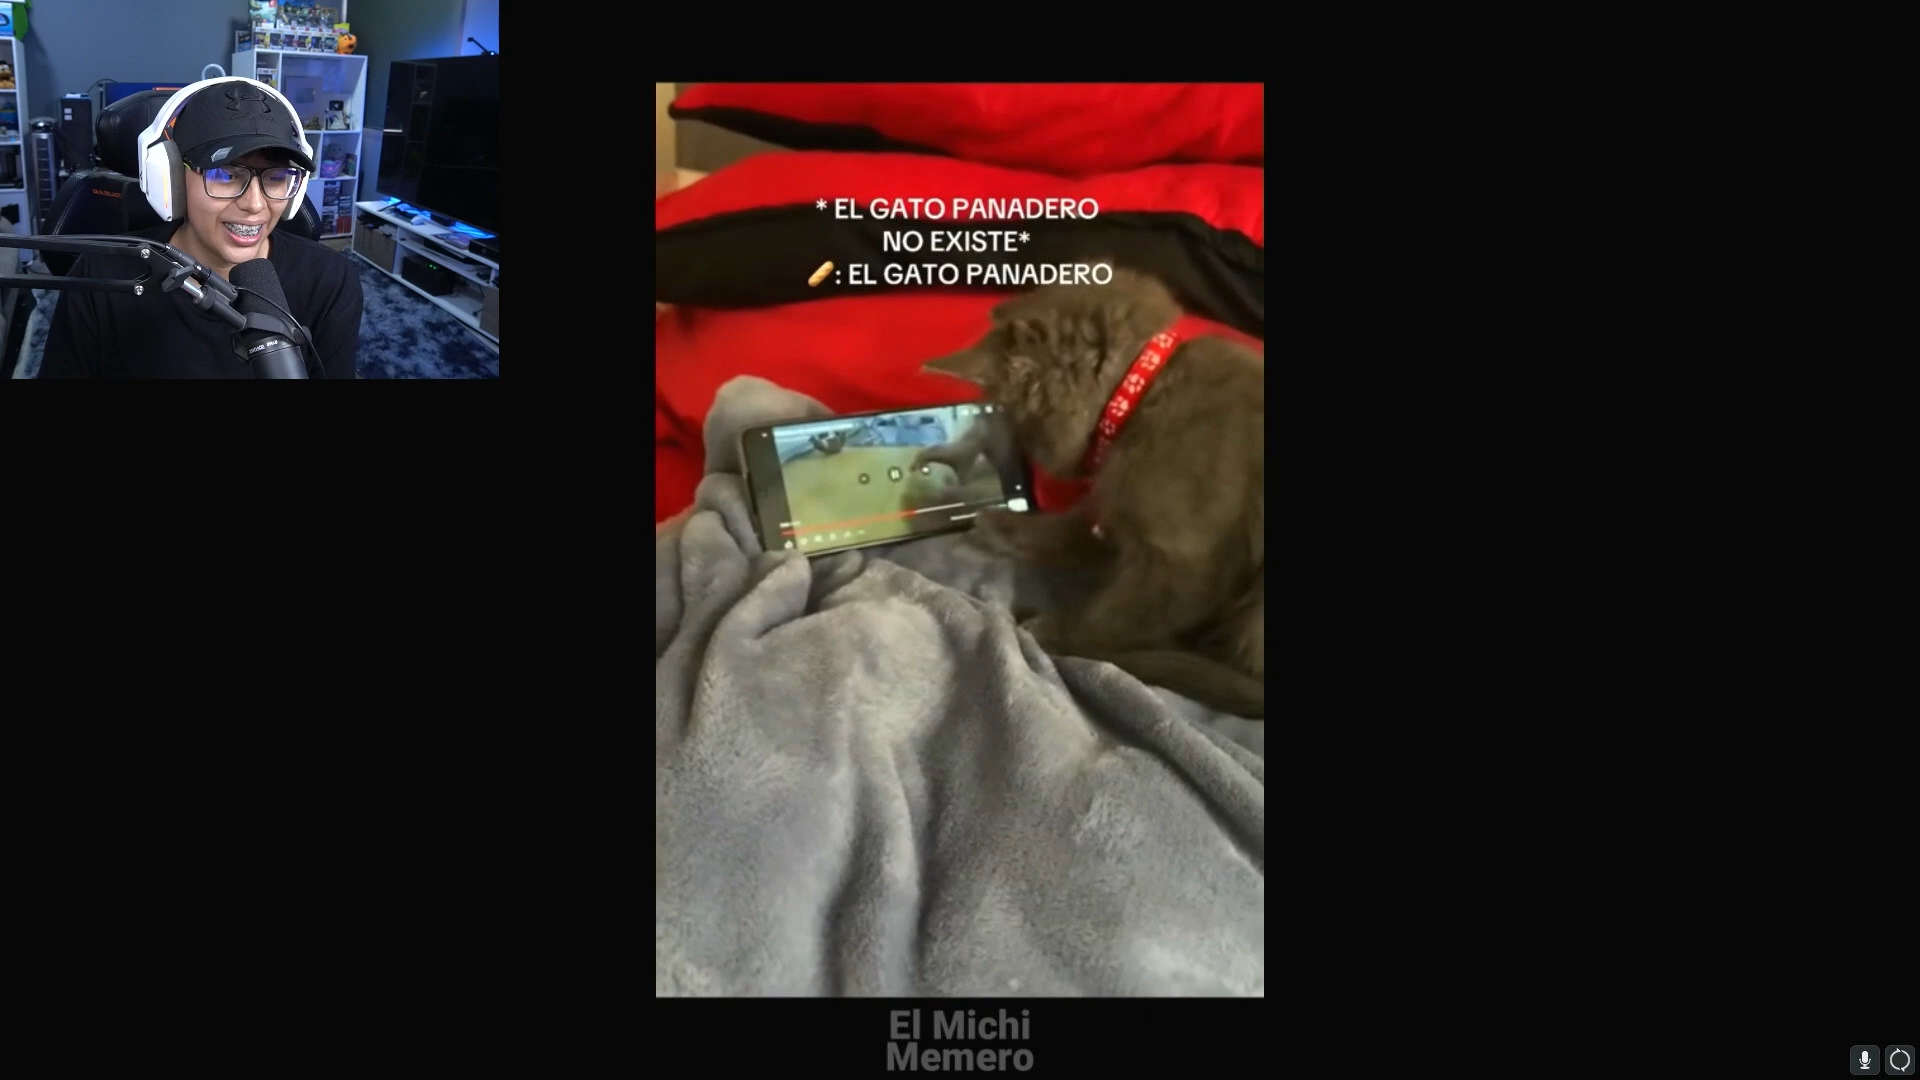 * EL GATO PANADERO
NO EXISTE*
🥖: EL GATO PANADERO
El Michi
Memero